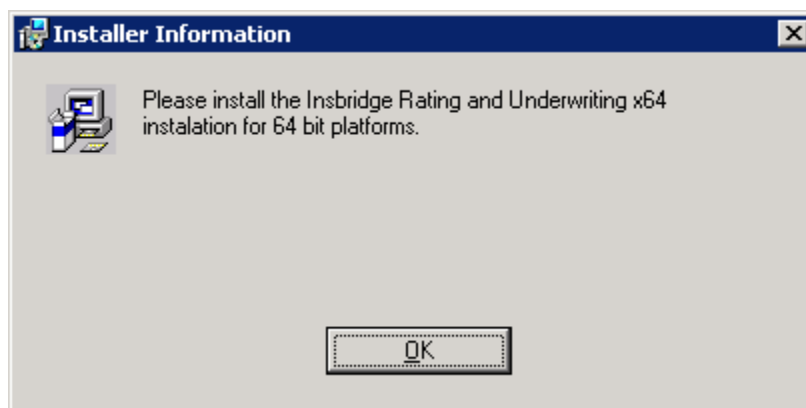 Installer Information
Please install the Insbridge Rating and Underwriting x64
instalation for 64 bit platforms.
OK